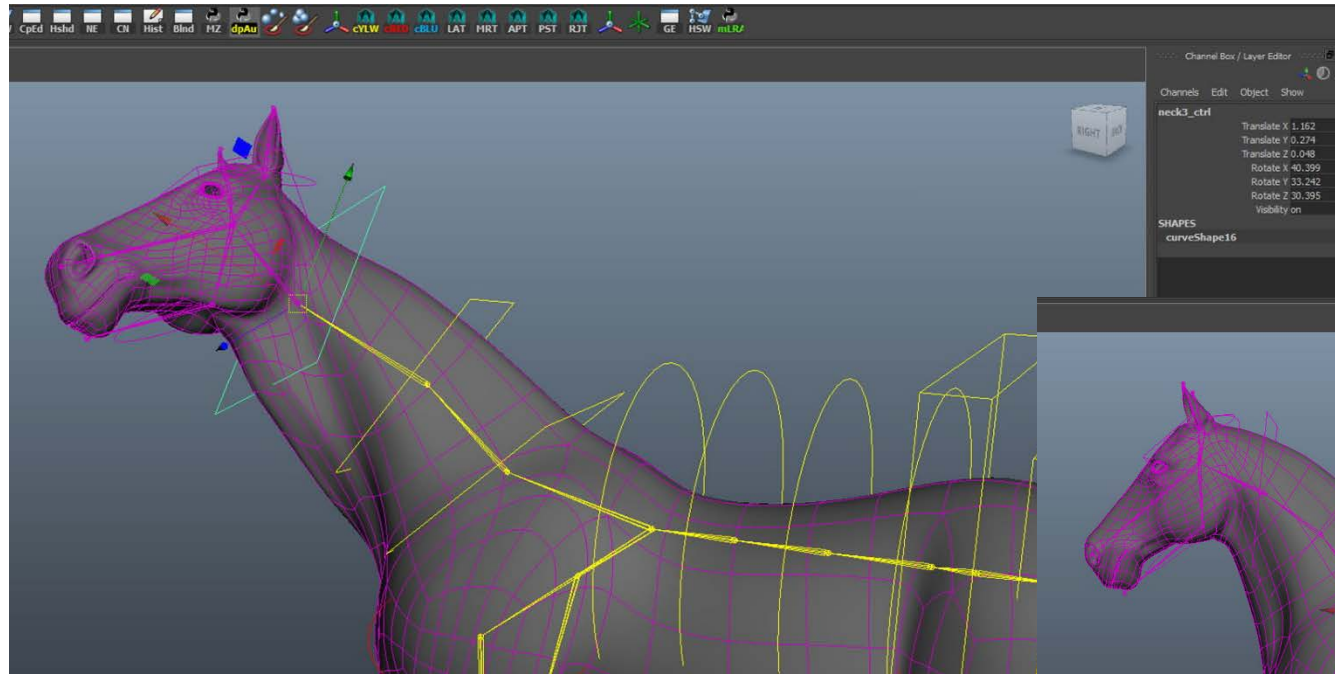 CpEd Hshd NE CN Hist Blnd MZ dpAu cYLW cRED cBLU LAT MRT APT PST RJT GE HSW mLRA
Channel Box / Layer Editor
Channels Edit Object Show
neck3_ctrl
Translate X 1.162
Translate Y 0.274
Translate Z 0.048
Rotate X 40.399
Rotate Y 33.242
Rotate Z 30.395
Visibility on
SHAPES
curveShape16
RIGHT